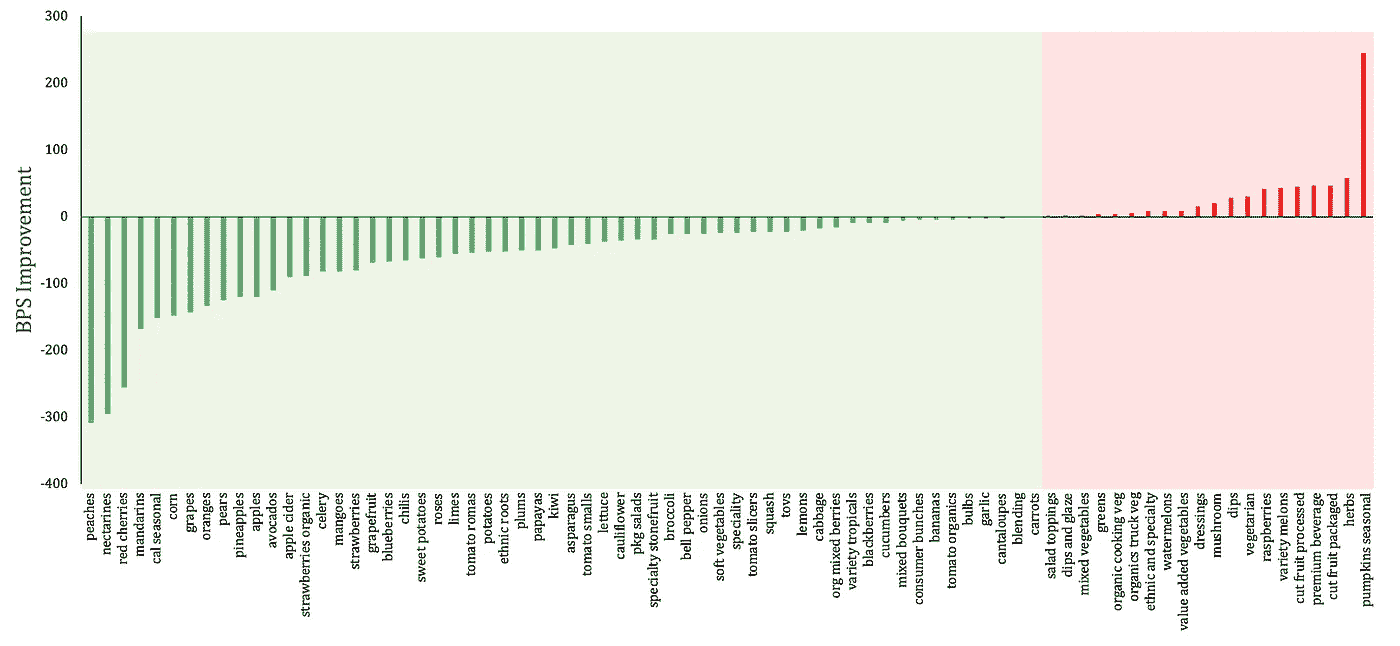 300
200
100
0
-100
-200
-300
-400
BPS Improvement
peaches
nectarines
red cherries
mandarins
cal seasonal
corn
grapes
oranges
pears
pineapples
apples
avocados
apple cider
strawberries organic
celery
mangoes
strawberries
grapefruit
blueberries
chilis
sweet potatoes
roses
limes
tomato romas
potatoes
ethnic roots
plums
papayas
kiwi
asparagus
tomato smalls
lettuce
cauliflower
pkg salads
specialty stonefruit
broccoli
bell pepper
onions
soft vegetables
speciality
tomato slicers
squash
tovs
lemons
cabbage
org mixed berries
variety tropicals
blackberries
cucumbers
mixed bouquets
consumer bunches
bananas
tomato organics
bulbs
garlic
cantaloupes
blending
carrots
salad toppings
dips and glaze
mixed vegetables
greens
organic cooking veg
organics truck veg
ethnic and specialty
watermelons
value added vegetables
dressings
mushroom
dips
vegetarian
raspberries
variety melons
cut fruit processed
premium beverage
cut fruit packaged
herbs
pumpkins seasonal